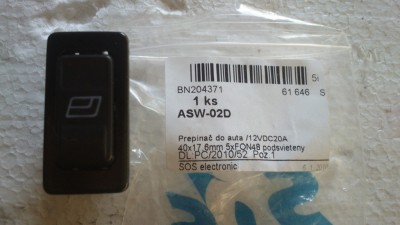 BN204371
61 646 S
1 ks
ASW-02D
Prepínač do auta /12VDC20A
40x17,6mm 5xFON48 podsvieteny
DL:PC/2010/52 Poz.1
SOS electronic